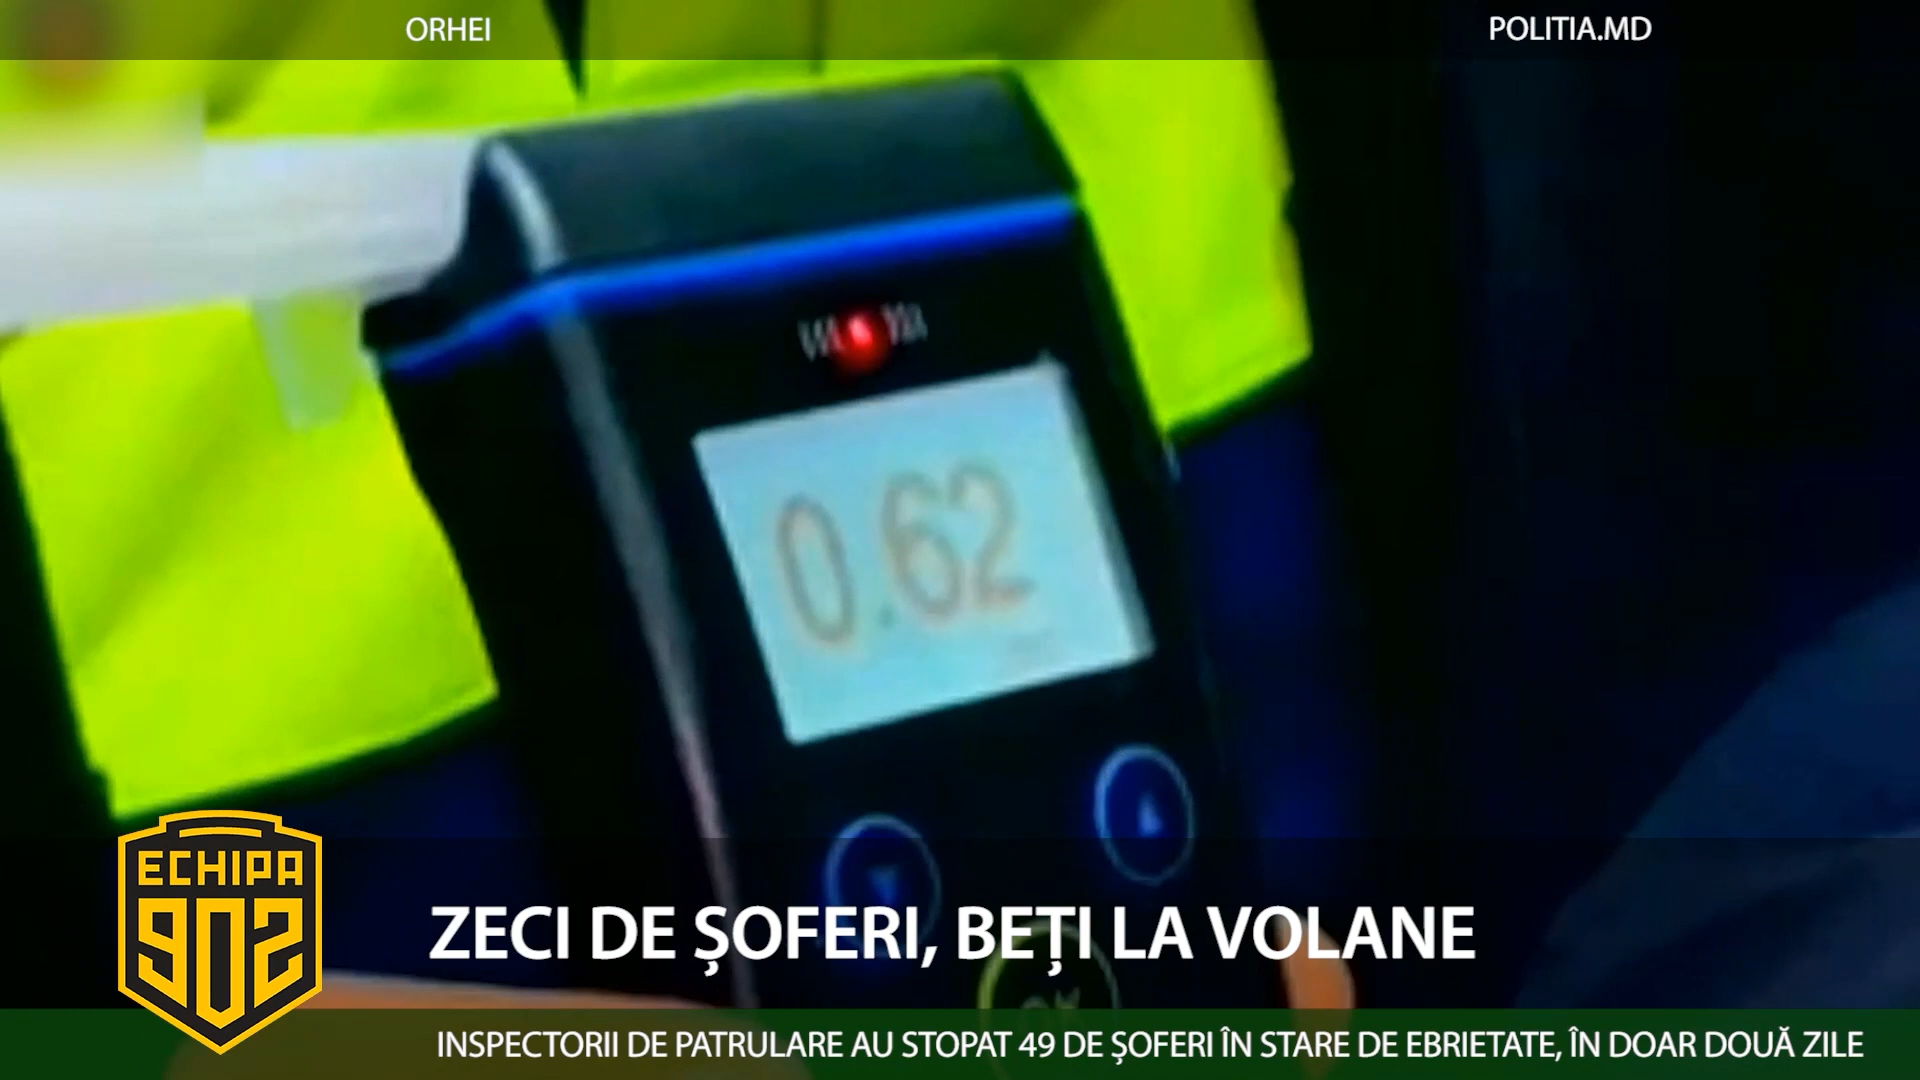 ORHEI
POLITIA.MD
0.62
OK
ECHIPA
902
ZECI DE ȘOFERI, BEȚI LA VOLANE
INSPECTORII DE PATRULARE AU STOPAT 49 DE ȘOFERI ÎN STARE DE EBRIETATE, ÎN DOAR DOUĂ ZILE